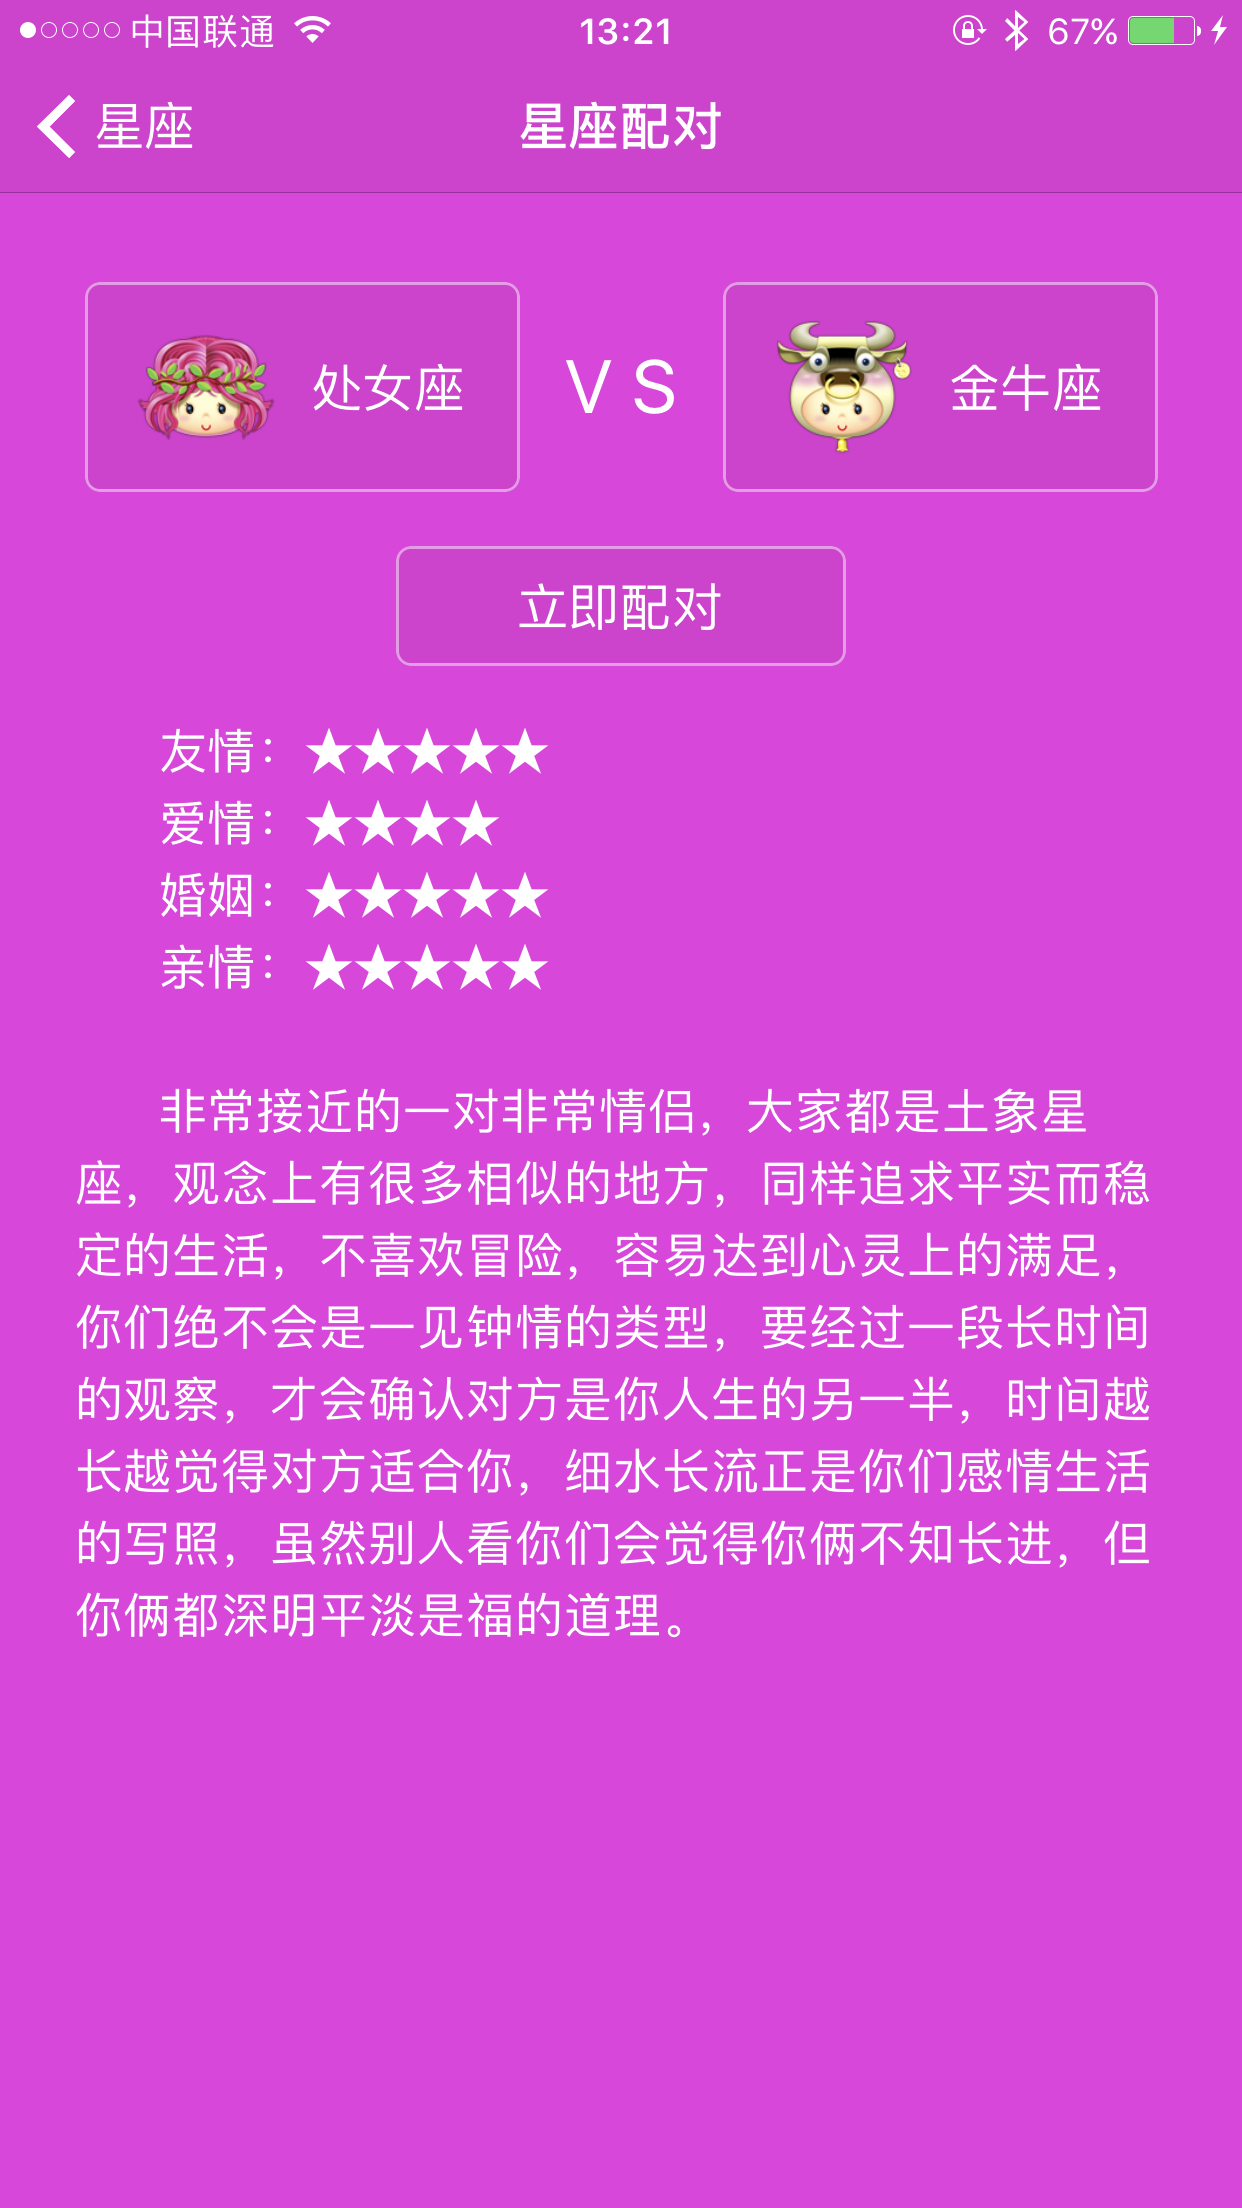 中国联通 13:21 67%
星座 星座配对
处女座 VS 金牛座
立即配对
友情：★★★★★
爱情：★★★★
婚姻：★★★★★
亲情：★★★★★
非常接近的一对非常情侣，大家都是土象星
座，观念上有很多相似的地方，同样追求平实而稳
定的生活，不喜欢冒险，容易达到心灵上的满足，
你们绝不会是一见钟情的类型，要经过一段长时间
的观察，才会确认对方是你人生的另一半，时间越
长越觉得对方适合你，细水长流正是你们感情生活
的写照，虽然别人看你们会觉得你俩不知长进，但
你俩都深明平淡是福的道理。